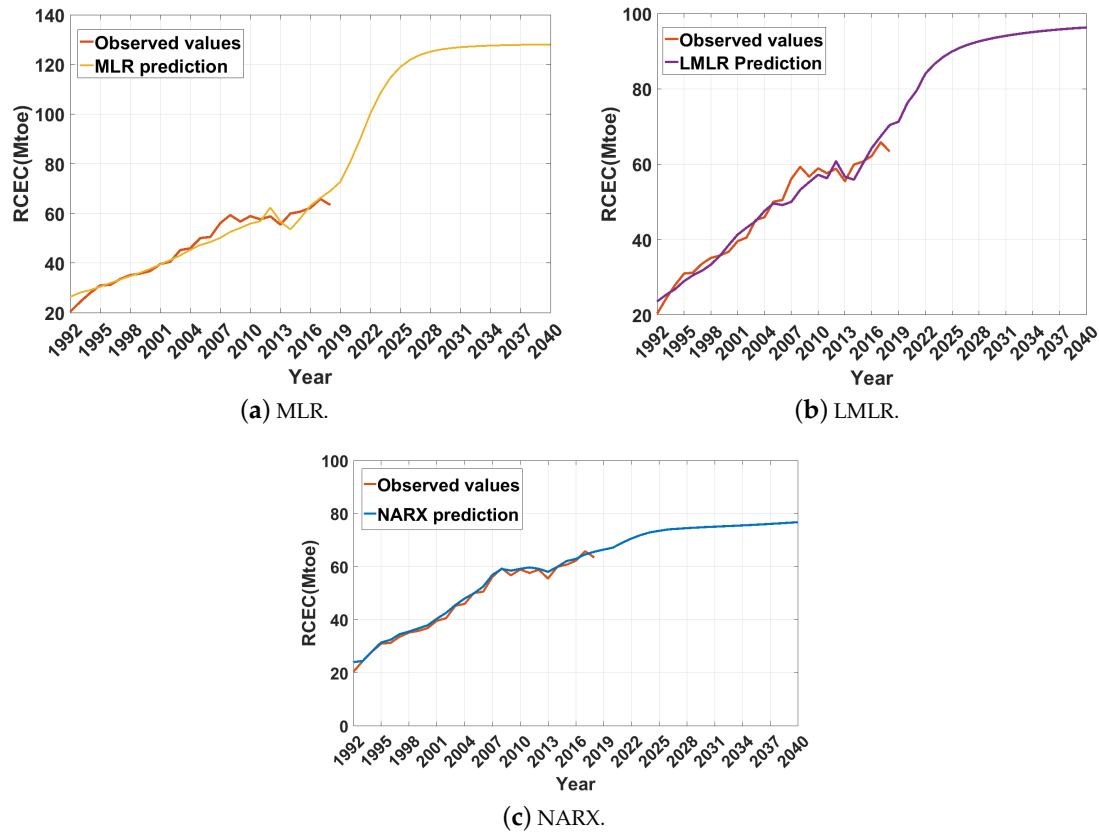 Observed values
MLR prediction
RCEC(Mtoe)
140
120
100
80
60
40
20
1992 1995 1998 2001 2004 2007 2010 2013 2016 2019 2022 2025 2028 2031 2034 2037 2040
Year
(a) MLR.
Observed values
LMLR Prediction
RCEC(Mtoe)
100
80
60
40
20
1992 1995 1998 2001 2004 2007 2010 2013 2016 2019 2022 2025 2028 2031 2034 2037 2040
Year
(b) LMLR.
Observed values
NARX prediction
RCEC(Mtoe)
100
80
60
40
20
0
1992 1995 1998 2001 2004 2007 2010 2013 2016 2019 2022 2025 2028 2031 2034 2037 2040
Year
(c) NARX.